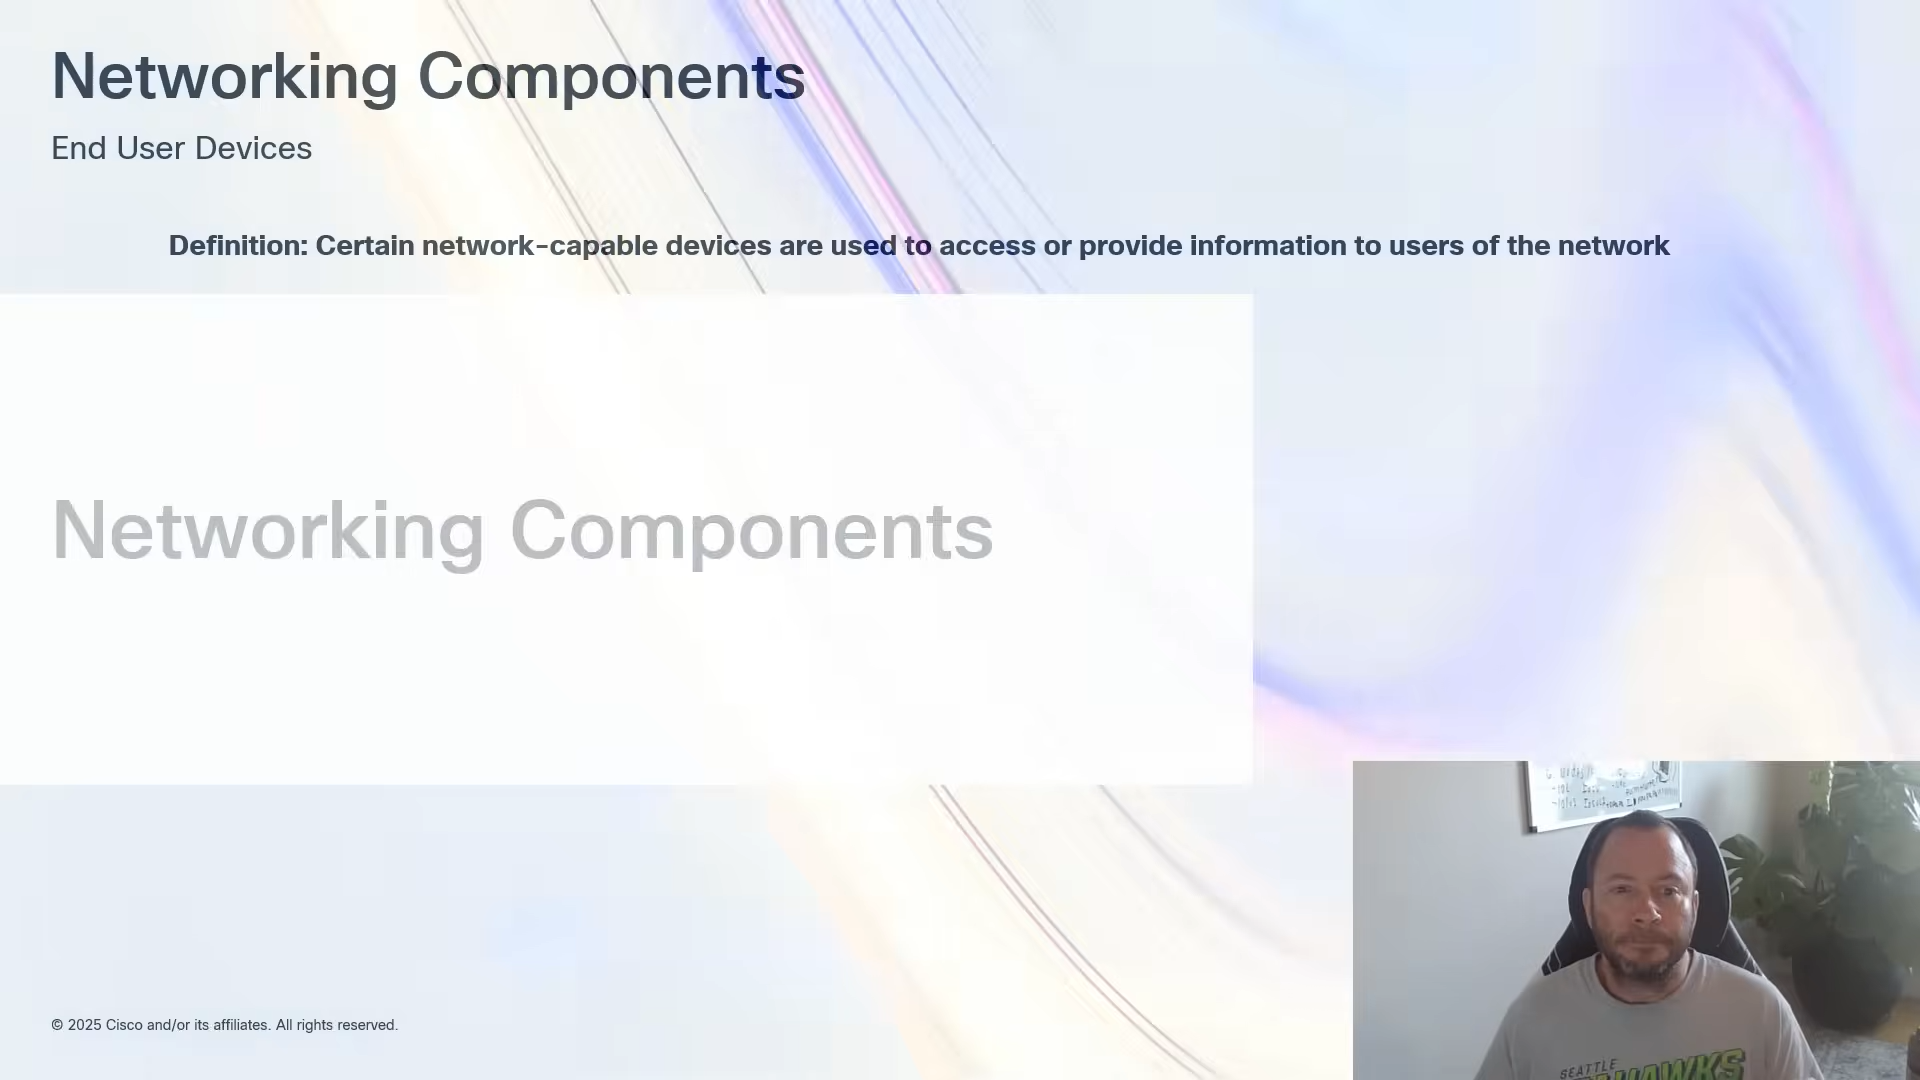 Networking Components
End User Devices
Definition: Certain network-capable devices are used to access or provide information to users of the network
Networking Components
© 2025 Cisco and/or its affiliates. All rights reserved.
SEATTLE